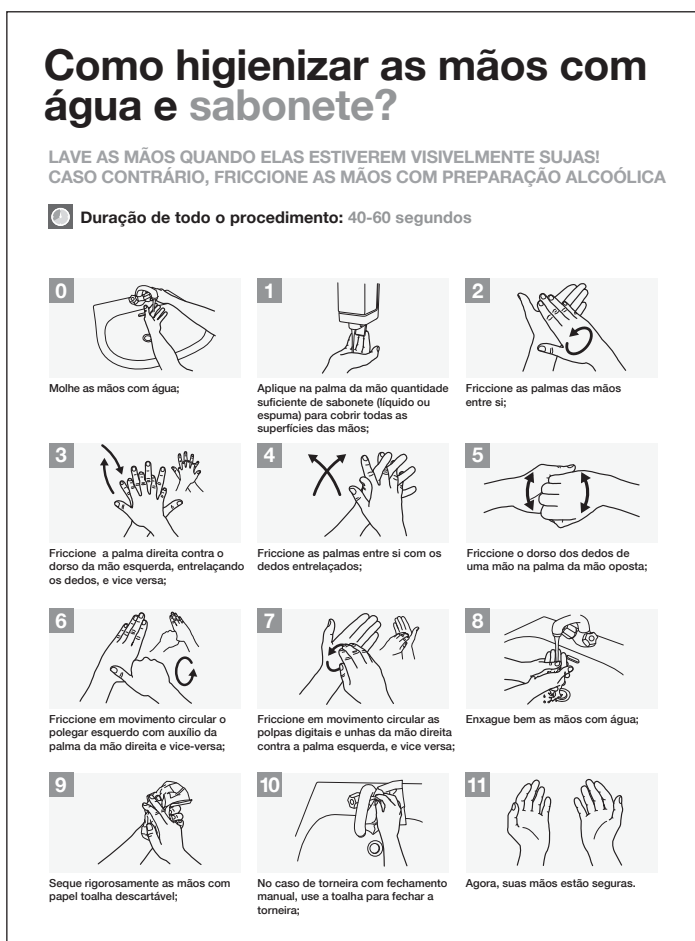 Como higienizar as mãos com
água e sabonete?
LAVE AS MÃOS QUANDO ELAS ESTIVEREM VISIVELMENTE SUJAS!
CASO CONTRÁRIO, FRICCIONE AS MÃOS COM PREPARAÇÃO ALCOÓLICA
Duração de todo o procedimento: 40-60 segundos
0
Molhe as mãos com água;
1
Aplique na palma da mão quantidade
suficiente de sabonete (líquido ou
espuma) para cobrir todas as
superfícies das mãos;
2
Friccione as palmas das mãos
entre si;
3
Friccione a palma direita contra o
dorso da mão esquerda, entrelaçando
os dedos, e vice versa;
4
Friccione as palmas entre si com os
dedos entrelaçados;
5
Friccione o dorso dos dedos de
uma mão na palma da mão oposta;
6
Friccione em movimento circular o
polegar esquerdo com auxílio da
palma da mão direita e vice-versa;
7
Friccione em movimento circular as
polpas digitais e unhas da mão direita
contra a palma esquerda, e vice versa;
8
Enxague bem as mãos com água;
9
Seque rigorosamente as mãos com
papel toalha descartável;
10
No caso de torneira com fechamento
manual, use a toalha para fechar a
torneira;
11
Agora, suas mãos estão seguras.